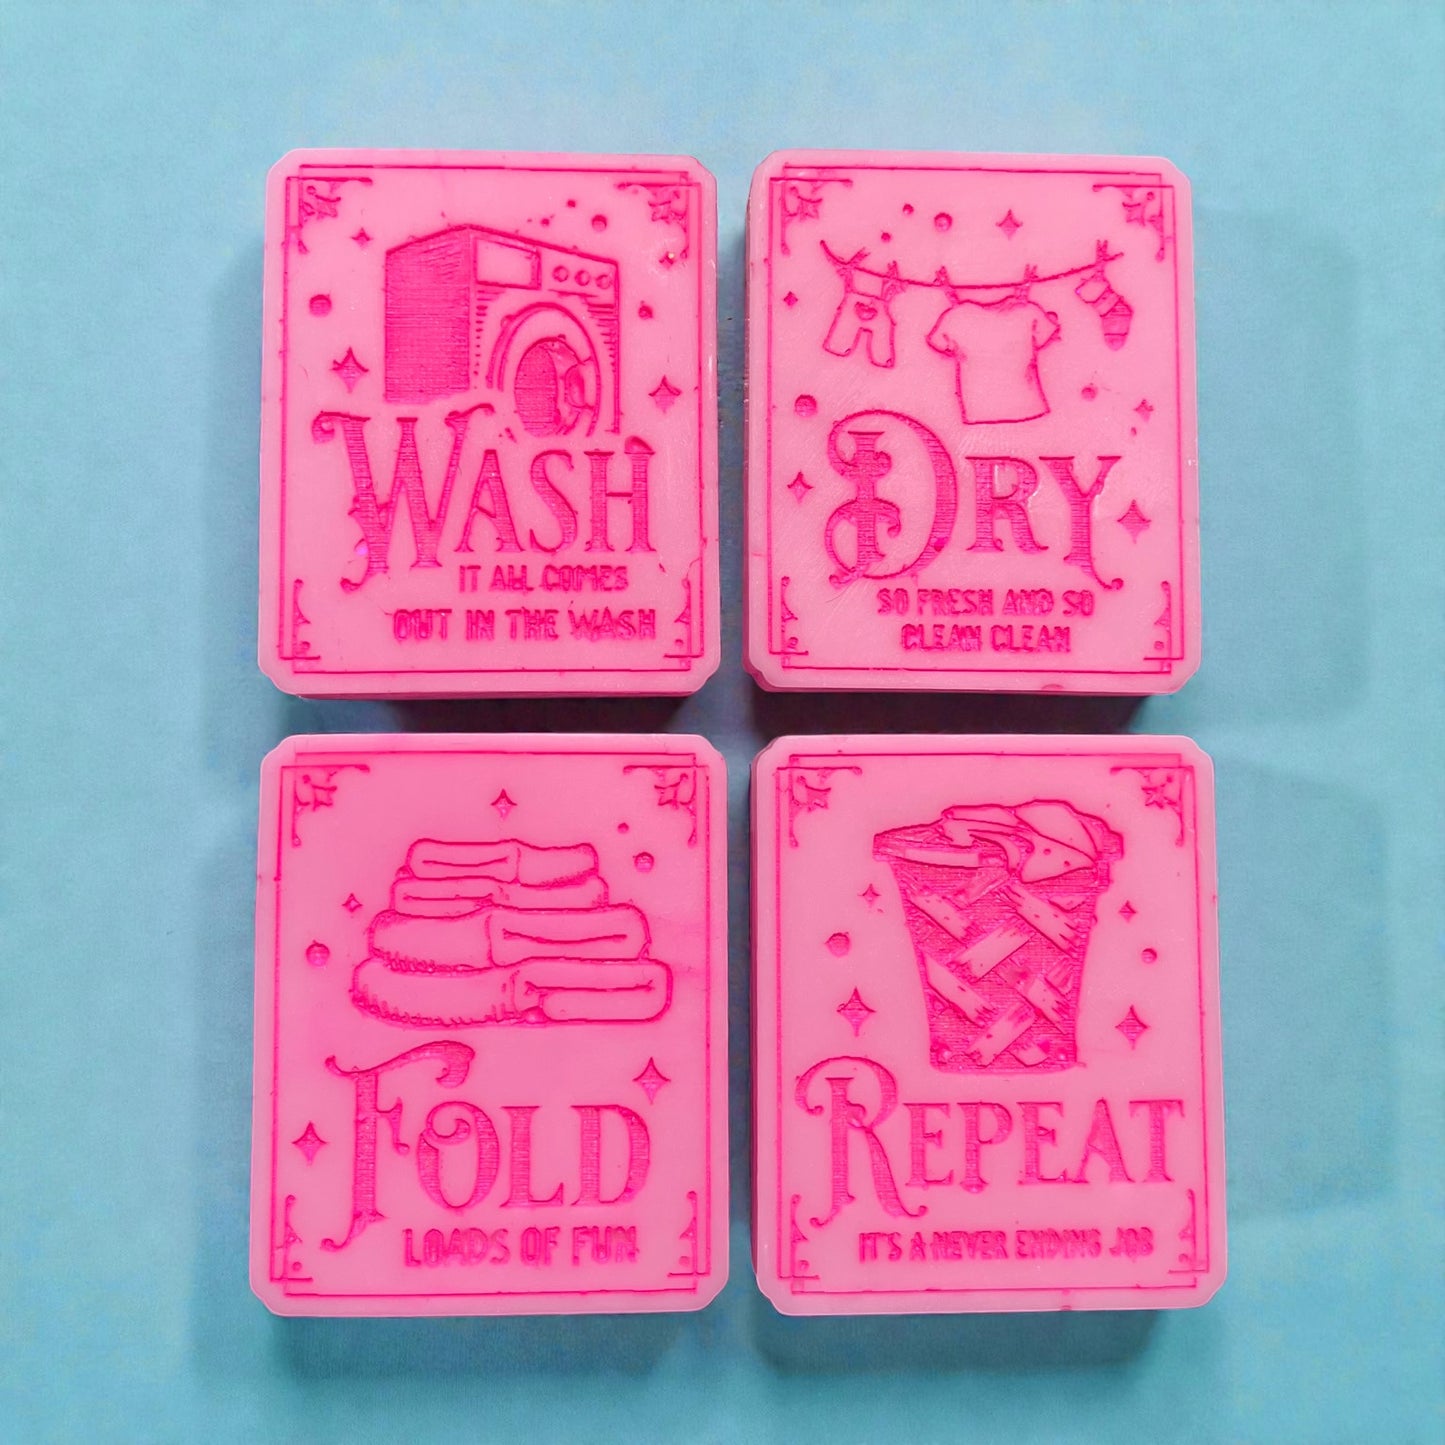 WASH
IT ALL COMES
OUT IN THE WASH
DRY
SO FRESH AND SO
CLEAN CLEAN
FOLD
LOADS OF FUN
REPEAT
IT'S A NEVER ENDING JOB